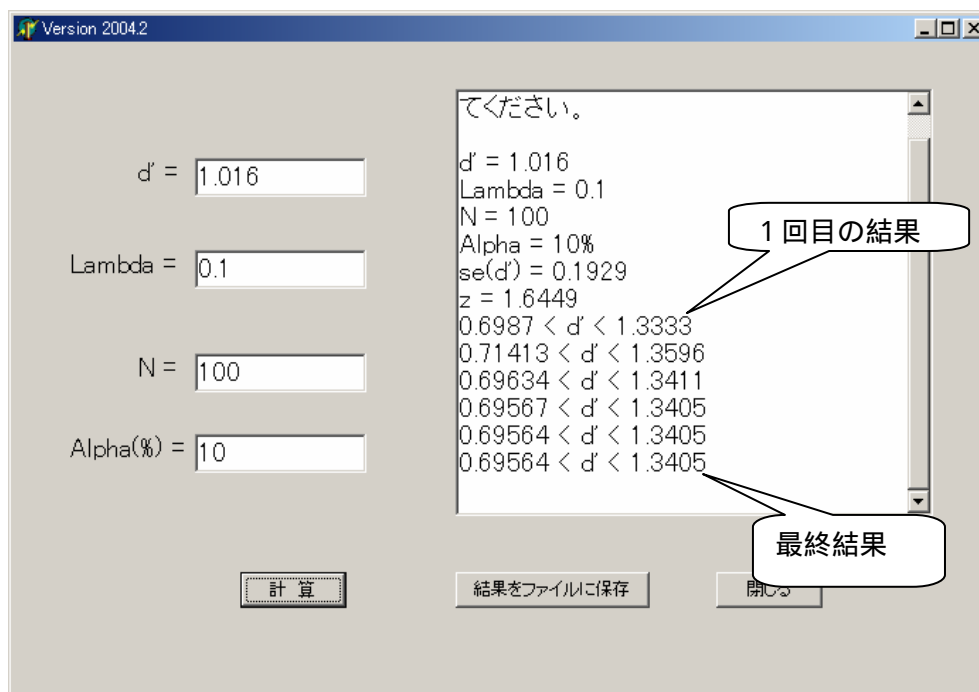 Version 2004.2
d' = 1.016
Lambda = 0.1
N = 100
Alpha(%) = 10
てください。
d' = 1.016
Lambda = 0.1
N = 100
Alpha = 10%
se(d') = 0.1929
z = 1.6449
0.6987 < d' < 1.3333
0.71413 < d' < 1.3596
0.69634 < d' < 1.3411
0.69567 < d' < 1.3405
0.69564 < d' < 1.3405
0.69564 < d' < 1.3405
1回目の結果
最終結果
計 算
結果をファイルに保存
閉じる